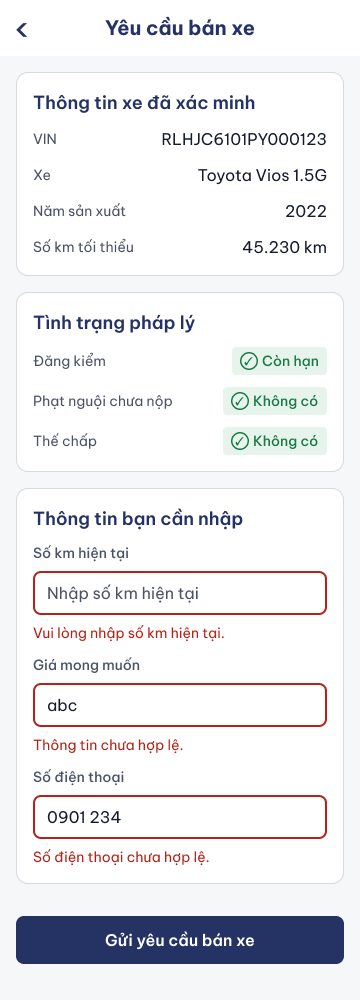 Yêu cầu bán xe
Thông tin xe đã xác minh
VIN RLHJC6101PY000123
Xe Toyota Vios 1.5G
Năm sản xuất 2022
Số km tối thiểu 45.230 km
Tình trạng pháp lý
Đăng kiểm Còn hạn
Phạt nguội chưa nộp Không có
Thế chấp Không có
Thông tin bạn cần nhập
Số km hiện tại
Nhập số km hiện tại
Vui lòng nhập số km hiện tại.
Giá mong muốn
abc
Thông tin chưa hợp lệ.
Số điện thoại
0901 234
Số điện thoại chưa hợp lệ.
Gửi yêu cầu bán xe